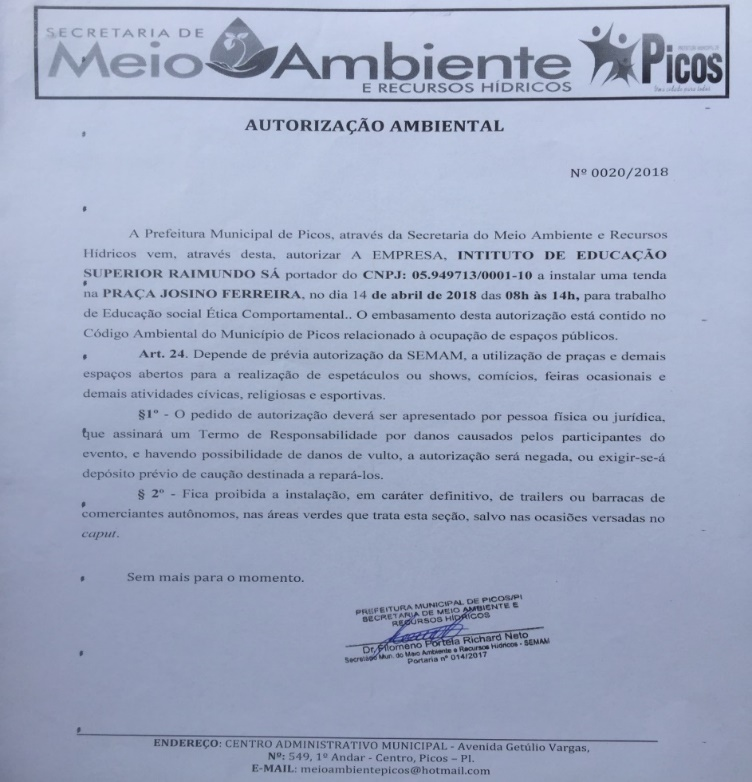 SECRETARIA DE
Meio Ambiente
E RECURSOS HÍDRICOS
PREFEITURA MUNICIPAL DE
Picos
Uma cidade para todos
AUTORIZAÇÃO AMBIENTAL
Nº 0020/2018
A Prefeitura Municipal de Picos, através da Secretaria do Meio Ambiente e Recursos
Hídricos vem, através desta, autorizar A EMPRESA, INTITUTO DE EDUCAÇÃO
SUPERIOR RAIMUNDO SÁ portador do CNPJ: 05.949713/0001-10 a instalar uma tenda
na PRAÇA JOSINO FERREIRA, no dia 14 de abril de 2018 das 08h às 14h, para trabalho
de Educação social Ética Comportamental.. O embasamento desta autorização está contido no
Código Ambiental do Município de Picos relacionado à ocupação de espaços públicos.
Art. 24. Depende de prévia autorização da SEMAM, a utilização de praças e demais
espaços abertos para a realização de espetáculos ou shows, comícios, feiras ocasionais e
demais atividades cívicas, religiosas e esportivas.
§1º - O pedido de autorização deverá ser apresentado por pessoa física ou jurídica,
que assinará um Termo de Responsabilidade por danos causados pelos participantes do
evento, e havendo possibilidade de danos de vulto, a autorização será negada, ou exigir-se-á
depósito prévio de caução destinada a repará-los.
§ 2º - Fica proibida a instalação, em caráter definitivo, de trailers ou barracas de
comerciantes autônomos, nas áreas verdes que trata esta seção, salvo nas ocasiões versadas no
caput.
Sem mais para o momento.
PREFEITURA MUNICIPAL DE PICOS/PI
SECRETARIA DE MEIO AMBIENTE E
RECURSOS HÍDRICOS
Dr. Filomeno Portela Richard Neto
Secretário Mun. do Meio Ambiente e Recursos Hídricos - SEMAM
Portaria nº 014/2017
ENDEREÇO: CENTRO ADMINISTRATIVO MUNICIPAL - Avenida Getúlio Vargas,
Nº: 549, 1º Andar - Centro, Picos – PI.
E-MAIL: meioambientepicos@hotmail.com